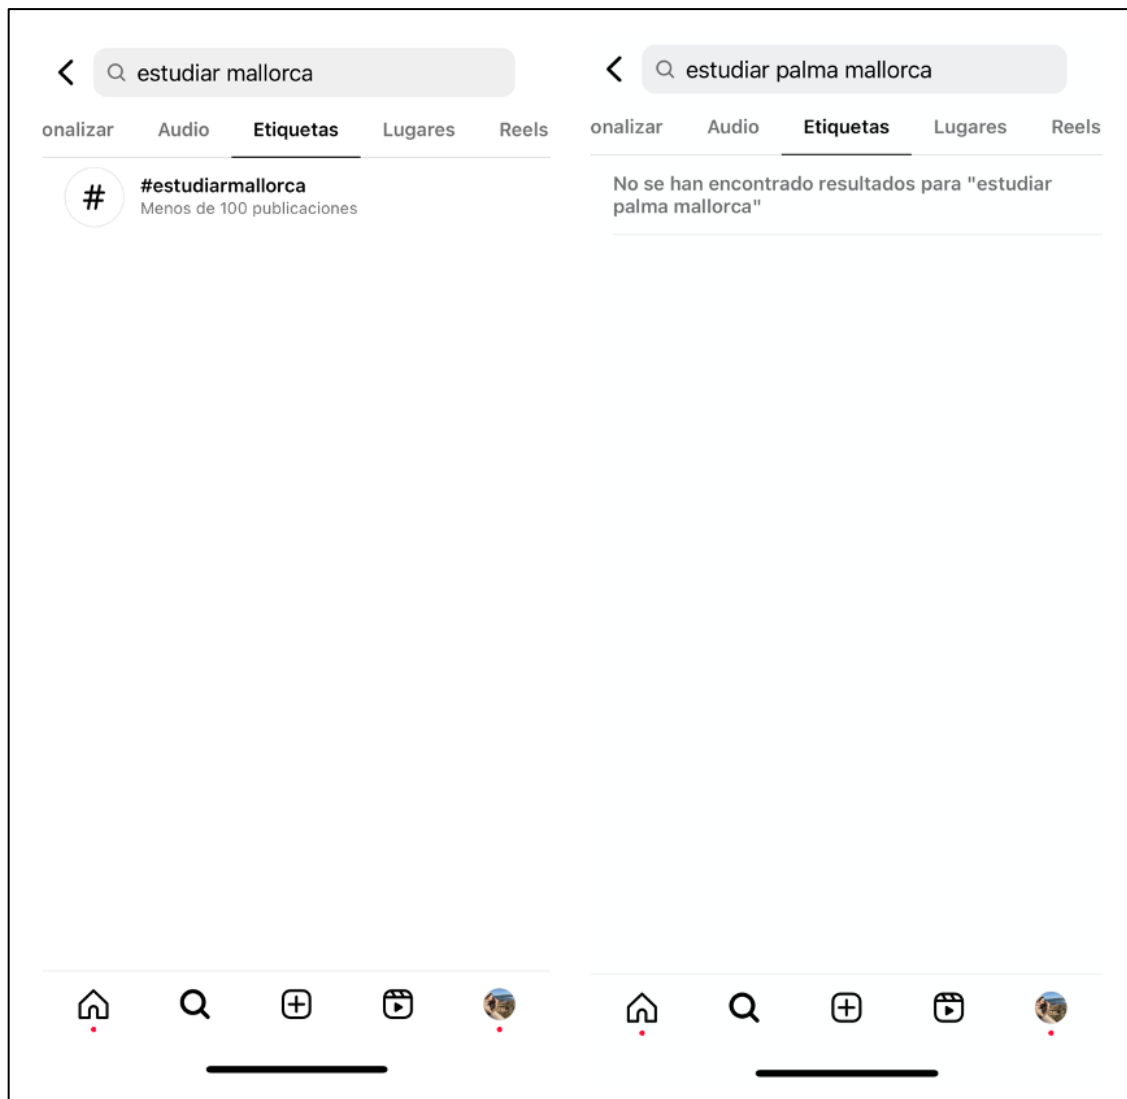 estudiar mallorca
onalizar Audio Etiquetas Lugares Reels
#
#estudiarmallorca
Menos de 100 publicaciones
estudiar palma mallorca
onalizar Audio Etiquetas Lugares Reels
No se han encontrado resultados para "estudiar
palma mallorca"